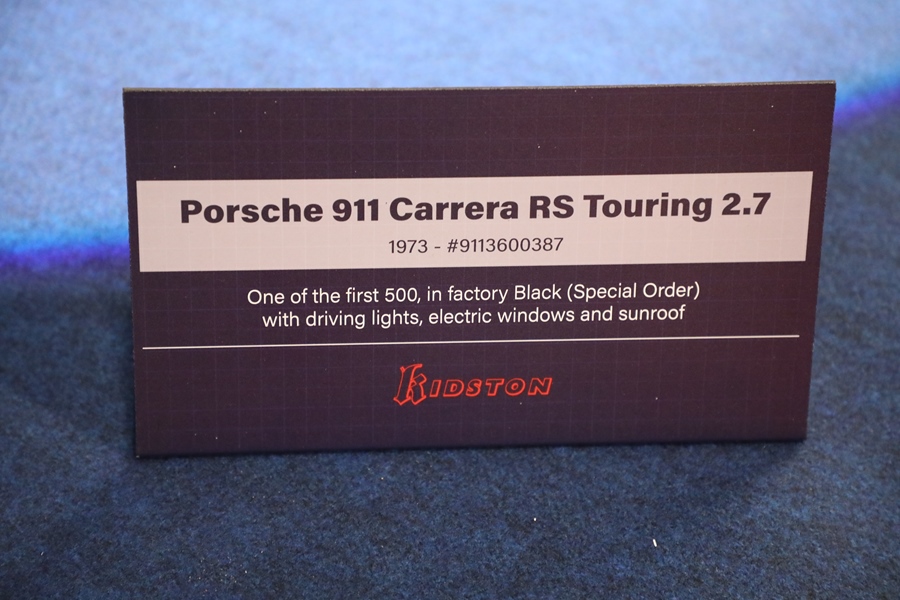 Porsche 911 Carrera RS Touring 2.7
1973 - #9113600387
One of the first 500, in factory Black (Special Order)
with driving lights, electric windows and sunroof
KIDSTON